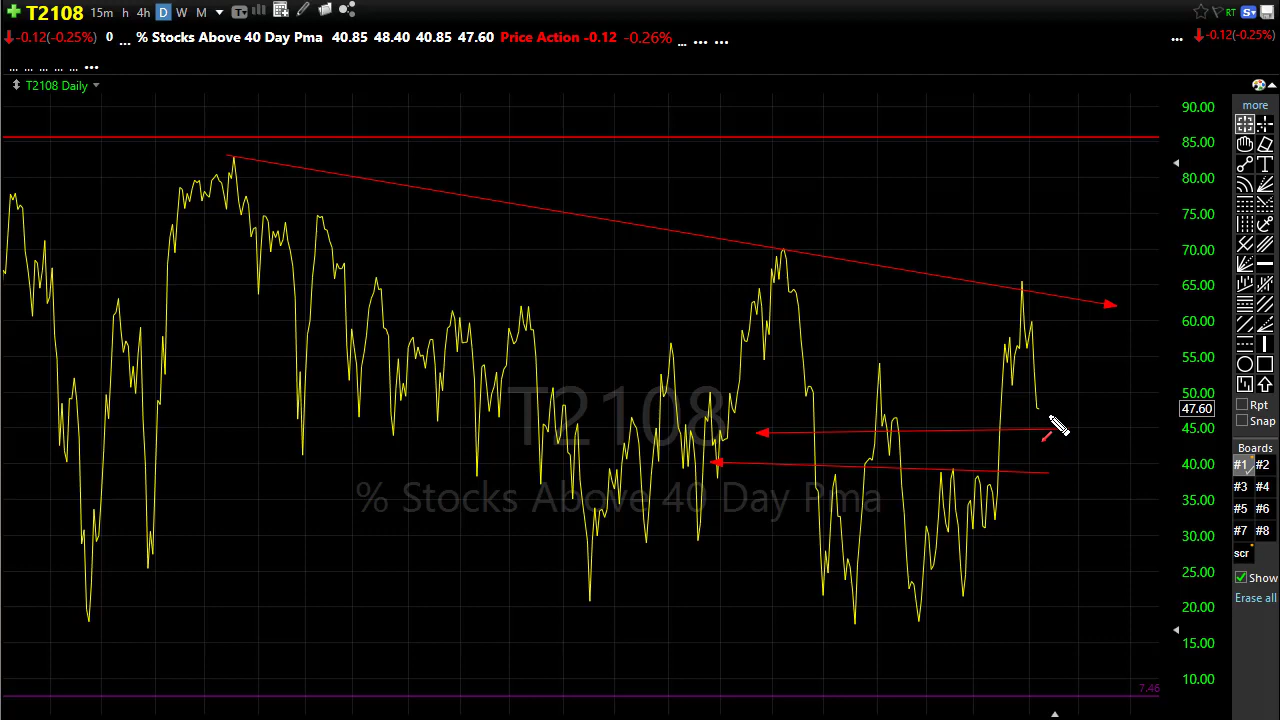 T2108 15m h 4h D W M T RT S
-0.12(-0.25%) 0 ... % Stocks Above 40 Day Pma 40.85 48.40 40.85 47.60 Price Action -0.12 -0.26% ... ... ... ... -0.12(-0.25%)
... ... ... ... ... ...
T2108 Daily
more
90.00
85.00
80.00
75.00
70.00
65.00
60.00
55.00
50.00
47.60
45.00
40.00
35.00
30.00
25.00
20.00
15.00
10.00
7.46
T2108
% Stocks Above 40 Day Pma
Rpt
Snap
Boards
#1 #2
#3 #4
#5 #6
#7 #8
scr
Show
Erase all